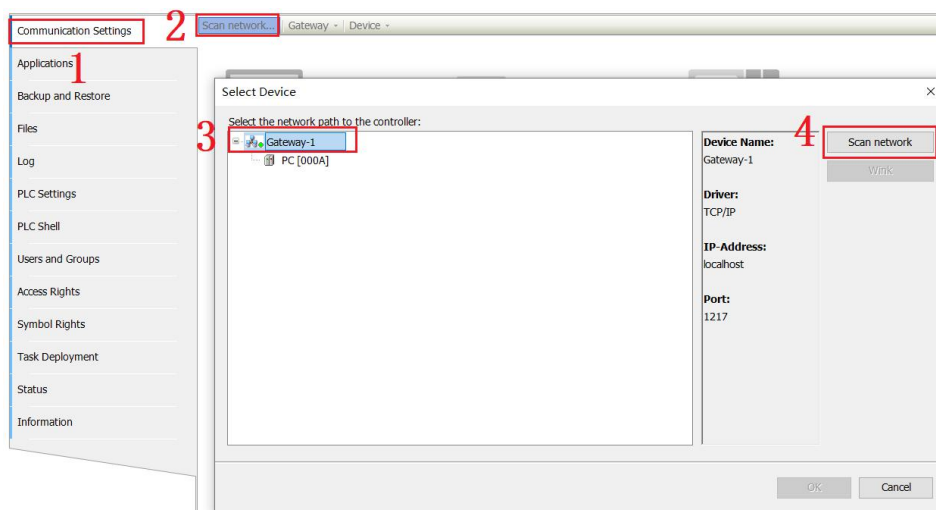 Communication Settings
Applications
Backup and Restore
Files
Log
PLC Settings
PLC Shell
Users and Groups
Access Rights
Symbol Rights
Task Deployment
Status
Information
1
2
Scan network... Gateway Device
Select Device
Select the network path to the controller:
3
Gateway-1
PC [000A]
Device Name:
Gateway-1
Driver:
TCP/IP
IP-Address:
localhost
Port:
1217
4
Scan network
Wink
OK
Cancel